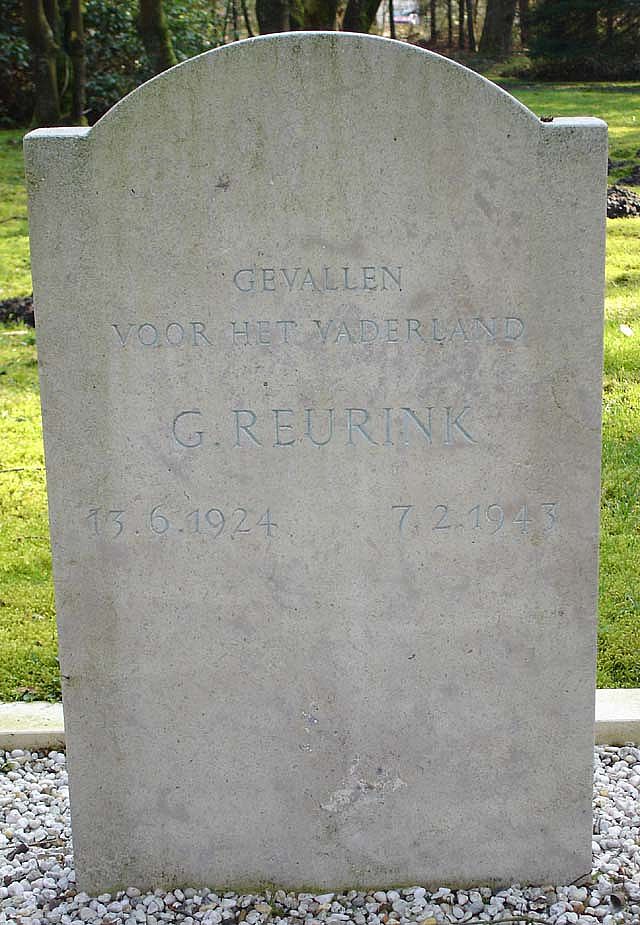 GEVALLEN
VOOR HET VADERLAND
G. REURINK
13.6.1924 7.2.1943